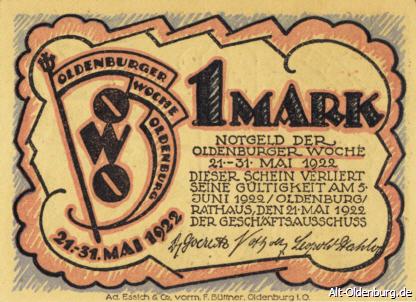 OLDENBURGER
WOCHE
OLDENBURG
OWO
21.-31. MAI 1922
1 MARK
NOTGELD DER
OLDENBURGER WOCHE
21.-31. MAI 1922
DIESER SCHEIN VERLIERT
SEINE GÜLTIGKEIT AM 5.
JUNI 1922/OLDENBURG/
RATHAUS, DEN 21. MAI 1922
DER GESCHÄFTSAUSSCHUSS
Ad. Essich & Co., vorm. F. Büttner, Oldenburg i. O.
Alt-Oldenburg.de